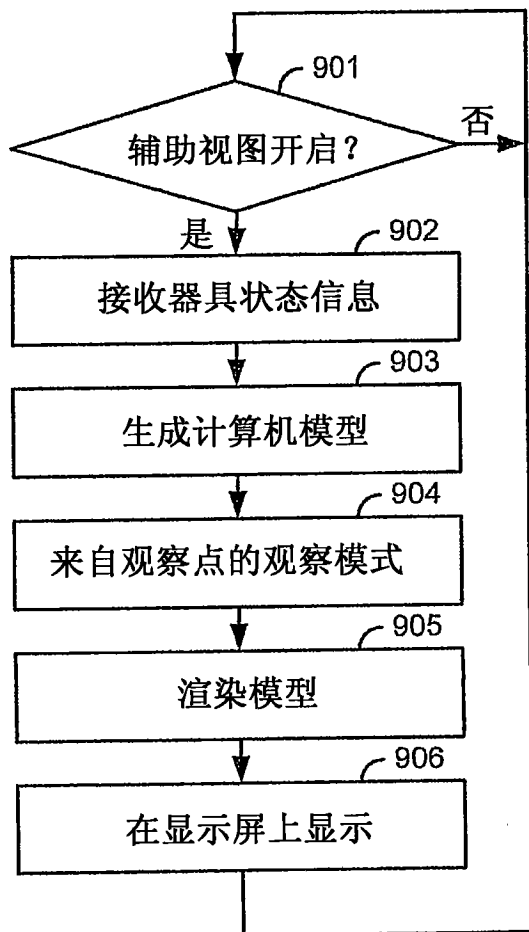 901
辅助视图开启？
否
是
902
接收器具状态信息
903
生成计算机模型
904
来自观察点的观察模式
905
渲染模型
906
在显示屏上显示